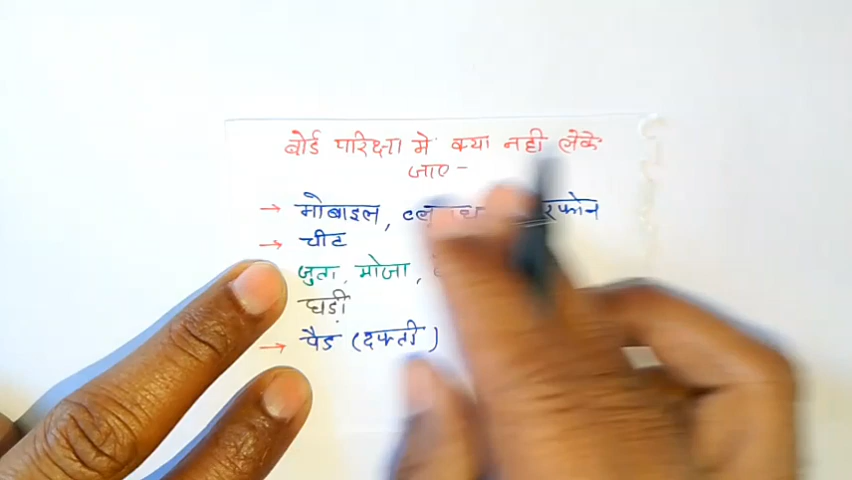 बोर्ड परिक्षा में क्या नही लेके
जाए -
→ मोबाइल,
→ चीट
जुता, मोजा,
घड़ी
→ पैड (दफ्ती)